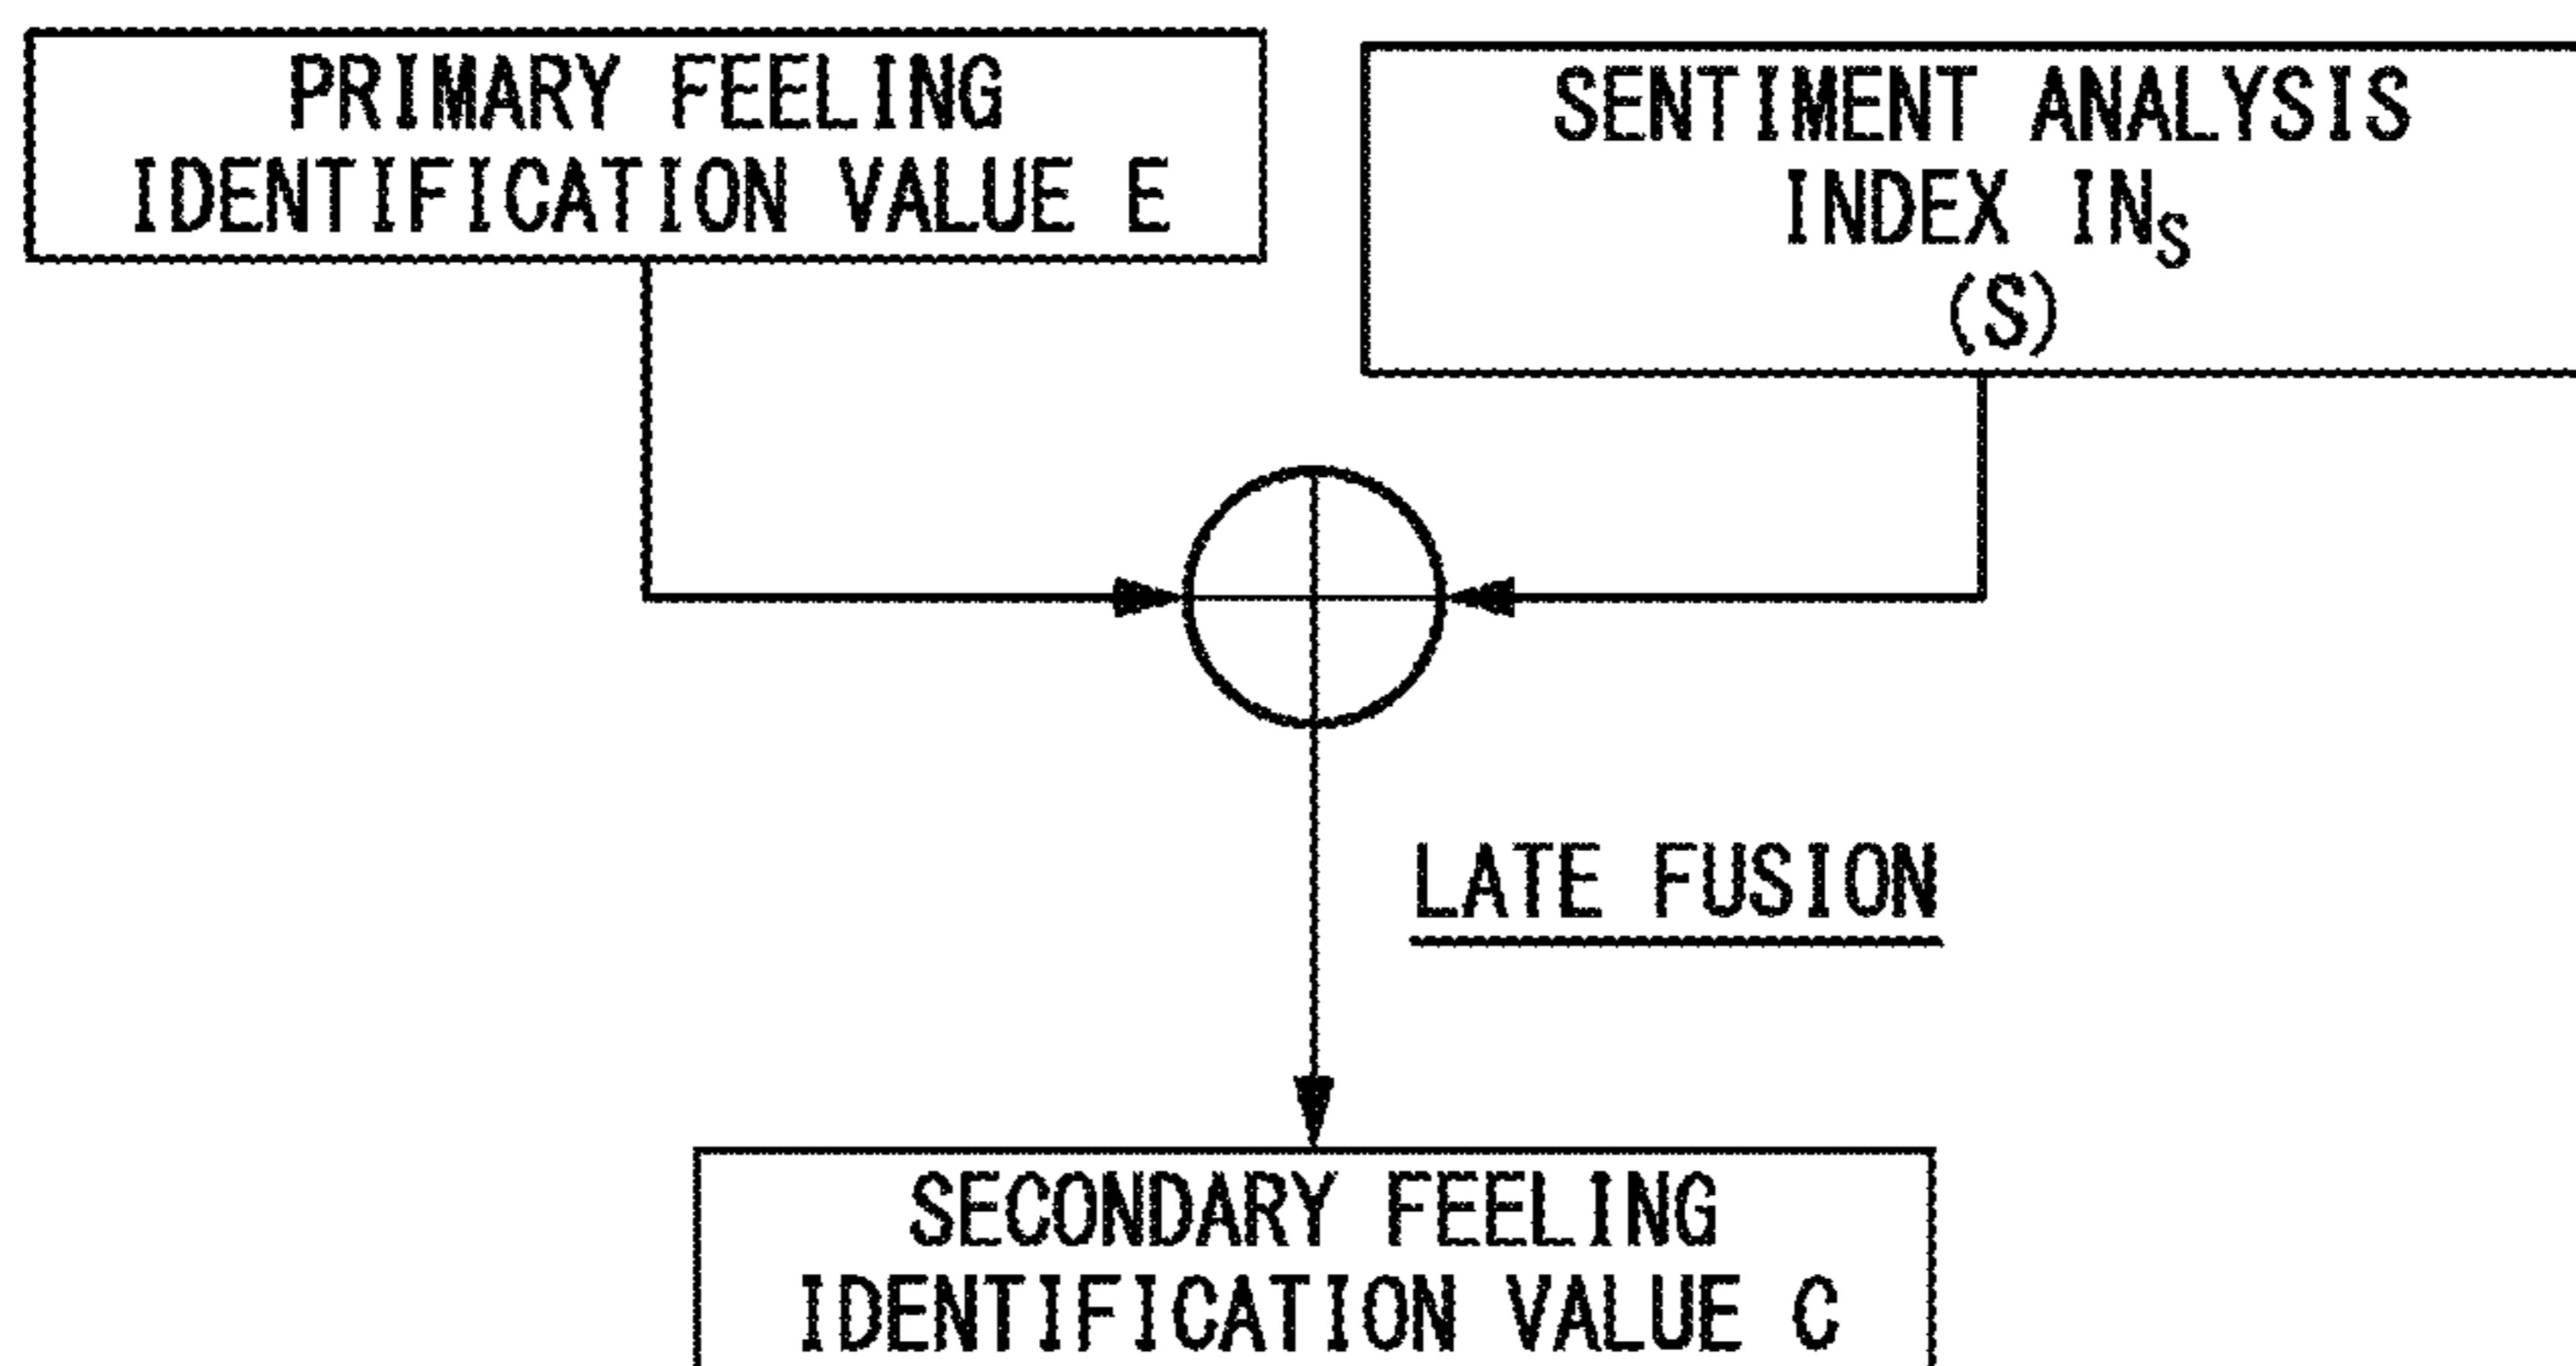 PRIMARY FEELING
IDENTIFICATION VALUE E
SENTIMENT ANALYSIS
INDEX INS
(S)
LATE FUSION
SECONDARY FEELING
IDENTIFICATION VALUE C